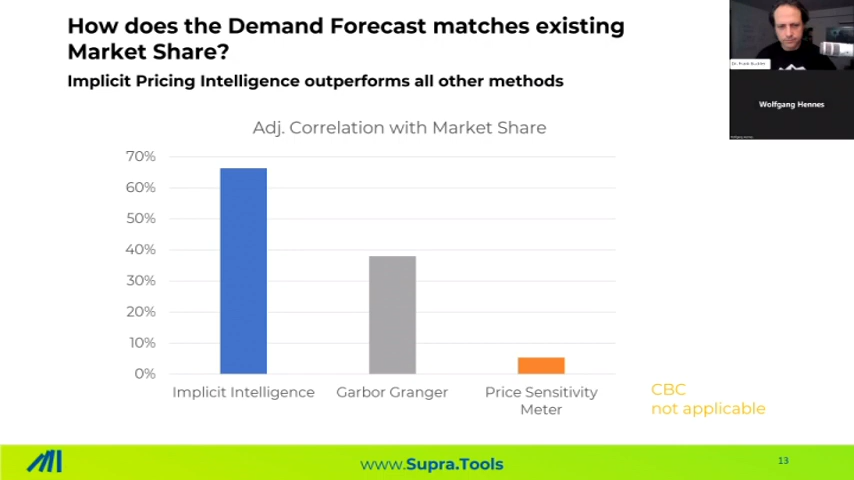 How does the Demand Forecast matches existing
Market Share?
Implicit Pricing Intelligence outperforms all other methods
Adj. Correlation with Market Share
70%
60%
50%
40%
30%
20%
10%
0%
Implicit Intelligence
Garbor Granger
Price Sensitivity
Meter
CBC
not applicable
Wolfgang Hennes
www.Supra.Tools
13